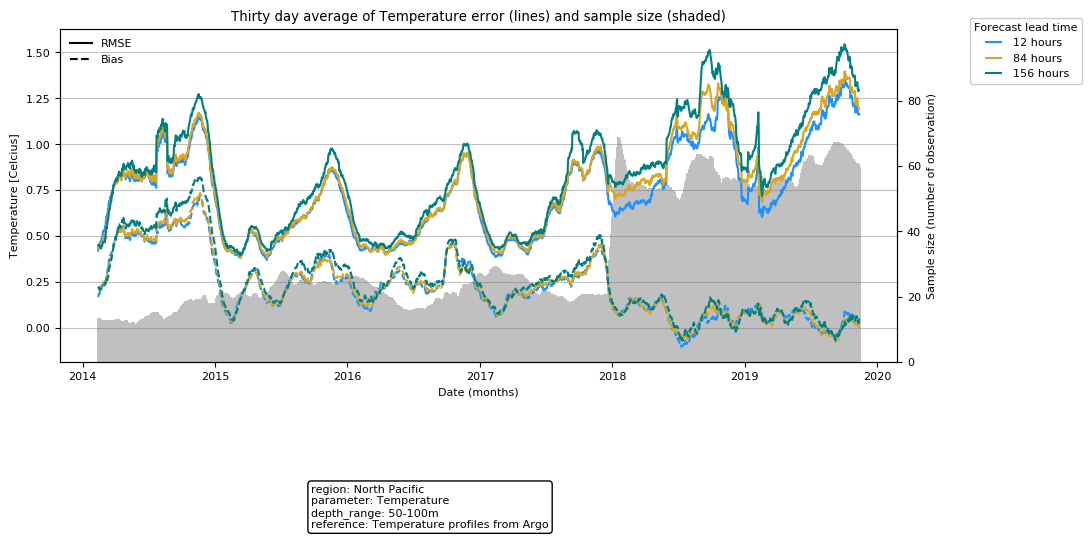 Thirty day average of Temperature error (lines) and sample size (shaded)
RMSE
Bias
Forecast lead time
12 hours
84 hours
156 hours
Temperature [Celcius]
1.50
1.25
1.00
0.75
0.50
0.25
0.00
Sample size (number of observation)
80
60
40
20
0
2014
2015
2016
2017
2018
2019
2020
Date (months)
region: North Pacific
parameter: Temperature
depth_range: 50-100m
reference: Temperature profiles from Argo